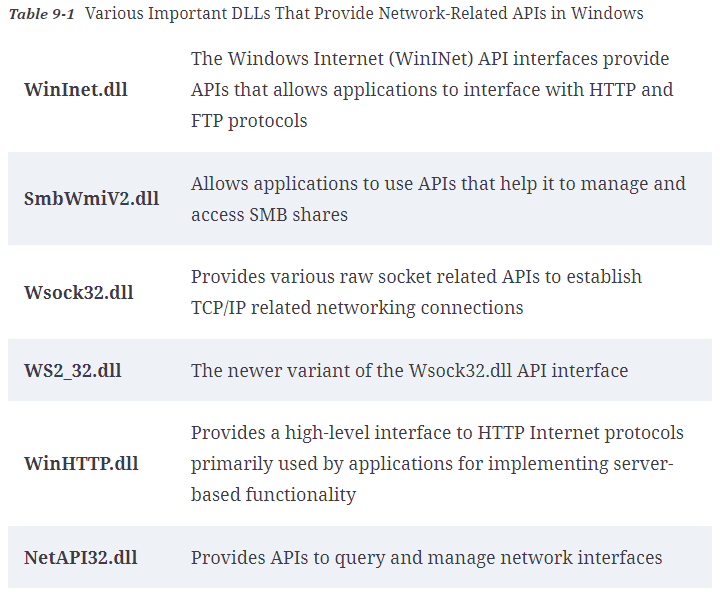 Table 9-1 Various Important DLLs That Provide Network-Related APIs in Windows
WinInet.dll
The Windows Internet (WinINet) API interfaces provide
APIs that allows applications to interface with HTTP and
FTP protocols
SmbWmiV2.dll
Allows applications to use APIs that help it to manage and
access SMB shares
Wsock32.dll
Provides various raw socket related APIs to establish
TCP/IP related networking connections
WS2_32.dll
The newer variant of the Wsock32.dll API interface
WinHTTP.dll
Provides a high-level interface to HTTP Internet protocols
primarily used by applications for implementing server-
based functionality
NetAPI32.dll
Provides APIs to query and manage network interfaces